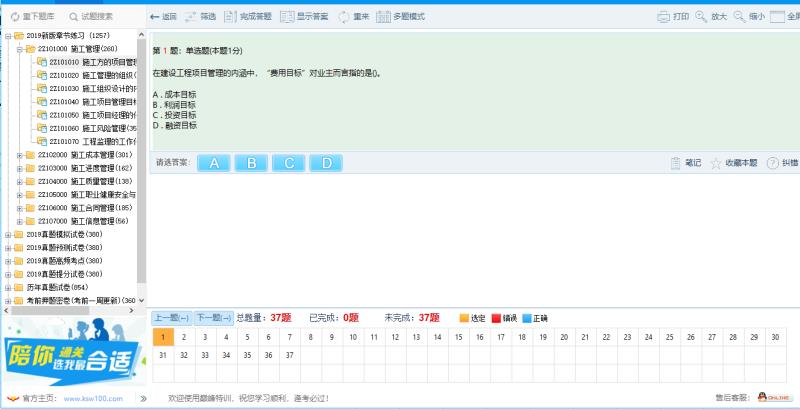 重下题库 试题搜索 返回 筛选 完成答题 显示答案 重来 多题模式 打印 放大 缩小 全屏
2019新版章节练习 (1257)
2Z101000 施工管理(260)
2Z101010 施工方的项目管理
2Z101020 施工管理的组织(
2Z101030 施工组织设计的内
2Z101040 施工项目管理目标
2Z101050 施工项目经理的任
2Z101060 施工风险管理(35
2Z101070 工程监理的工作任
2Z102000 施工成本管理(301)
2Z103000 施工进度管理(162)
2Z104000 施工质量管理(138)
2Z105000 施工职业健康安全与
2Z106000 施工合同管理(185)
2Z107000 施工信息管理(56)
2019真题模拟试卷(380)
2019真题预测试卷(380)
2019真题高频考点(380)
2019真题提分试卷(380)
历年真题试卷(854)
考前押题密卷(考前一周更新)(360
陪你 通关 选我最 合适
官方主页： www.ksw100.com
第 1 题：单选题(本题1分)
在建设工程项目管理的内涵中，“费用目标”对业主而言指的是()。
A . 成本目标
B . 利润目标
C . 投资目标
D . 融资目标
请选答案： A B C D 笔记 收藏本题 纠错
上一题(←) 下一题(→) 总题量：37题 已完成：0题 未完成：37题 选定 错误 正确
1 2 3 4 5 6 7 8 9 10 11 12 13 14 15 16 17 18 19 20 21 22 23 24 25 26 27 28 29 30
31 32 33 34 35 36 37
欢迎使用巅峰特训，祝您学习顺利，逢考必过！ 售后客服： ONLINE